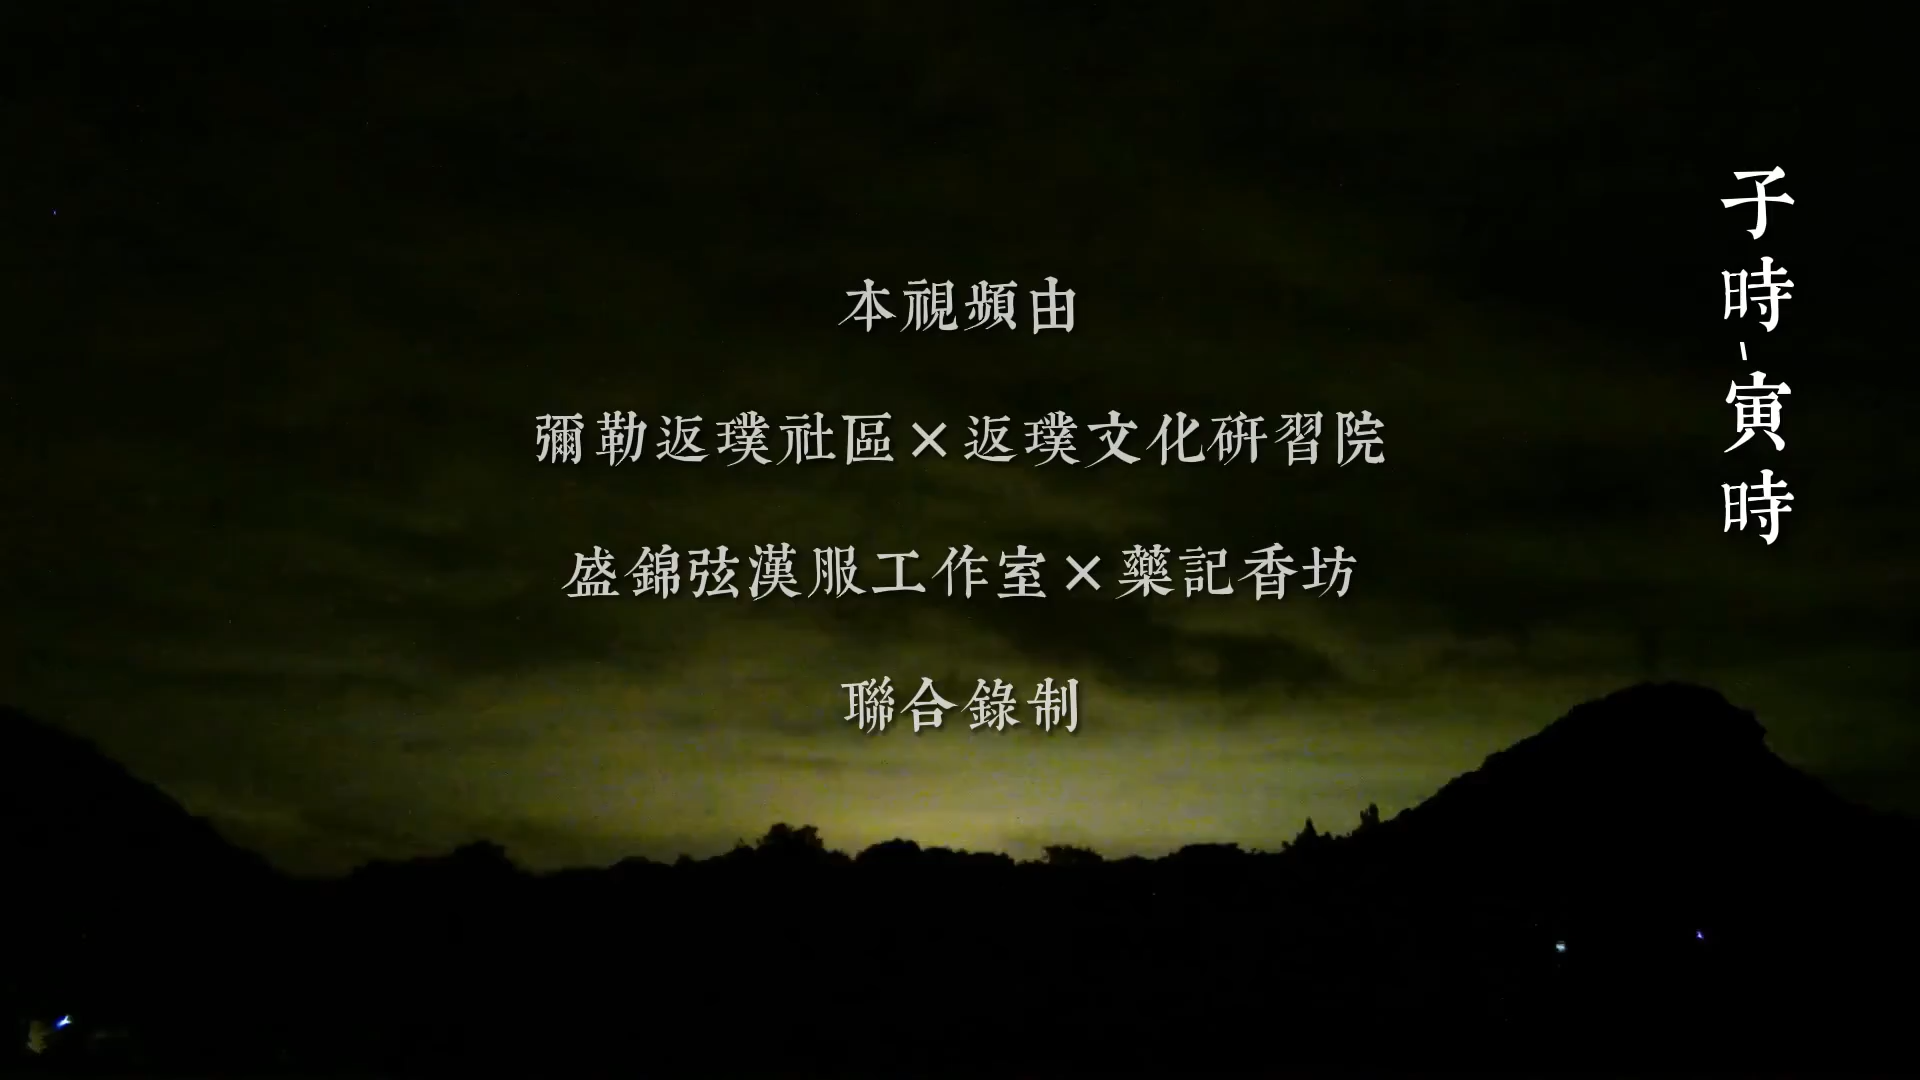 子時-寅時
本視頻由
彌勒返璞社區×返璞文化研習院
盛錦弦漢服工作室×藥記香坊
聯合錄制